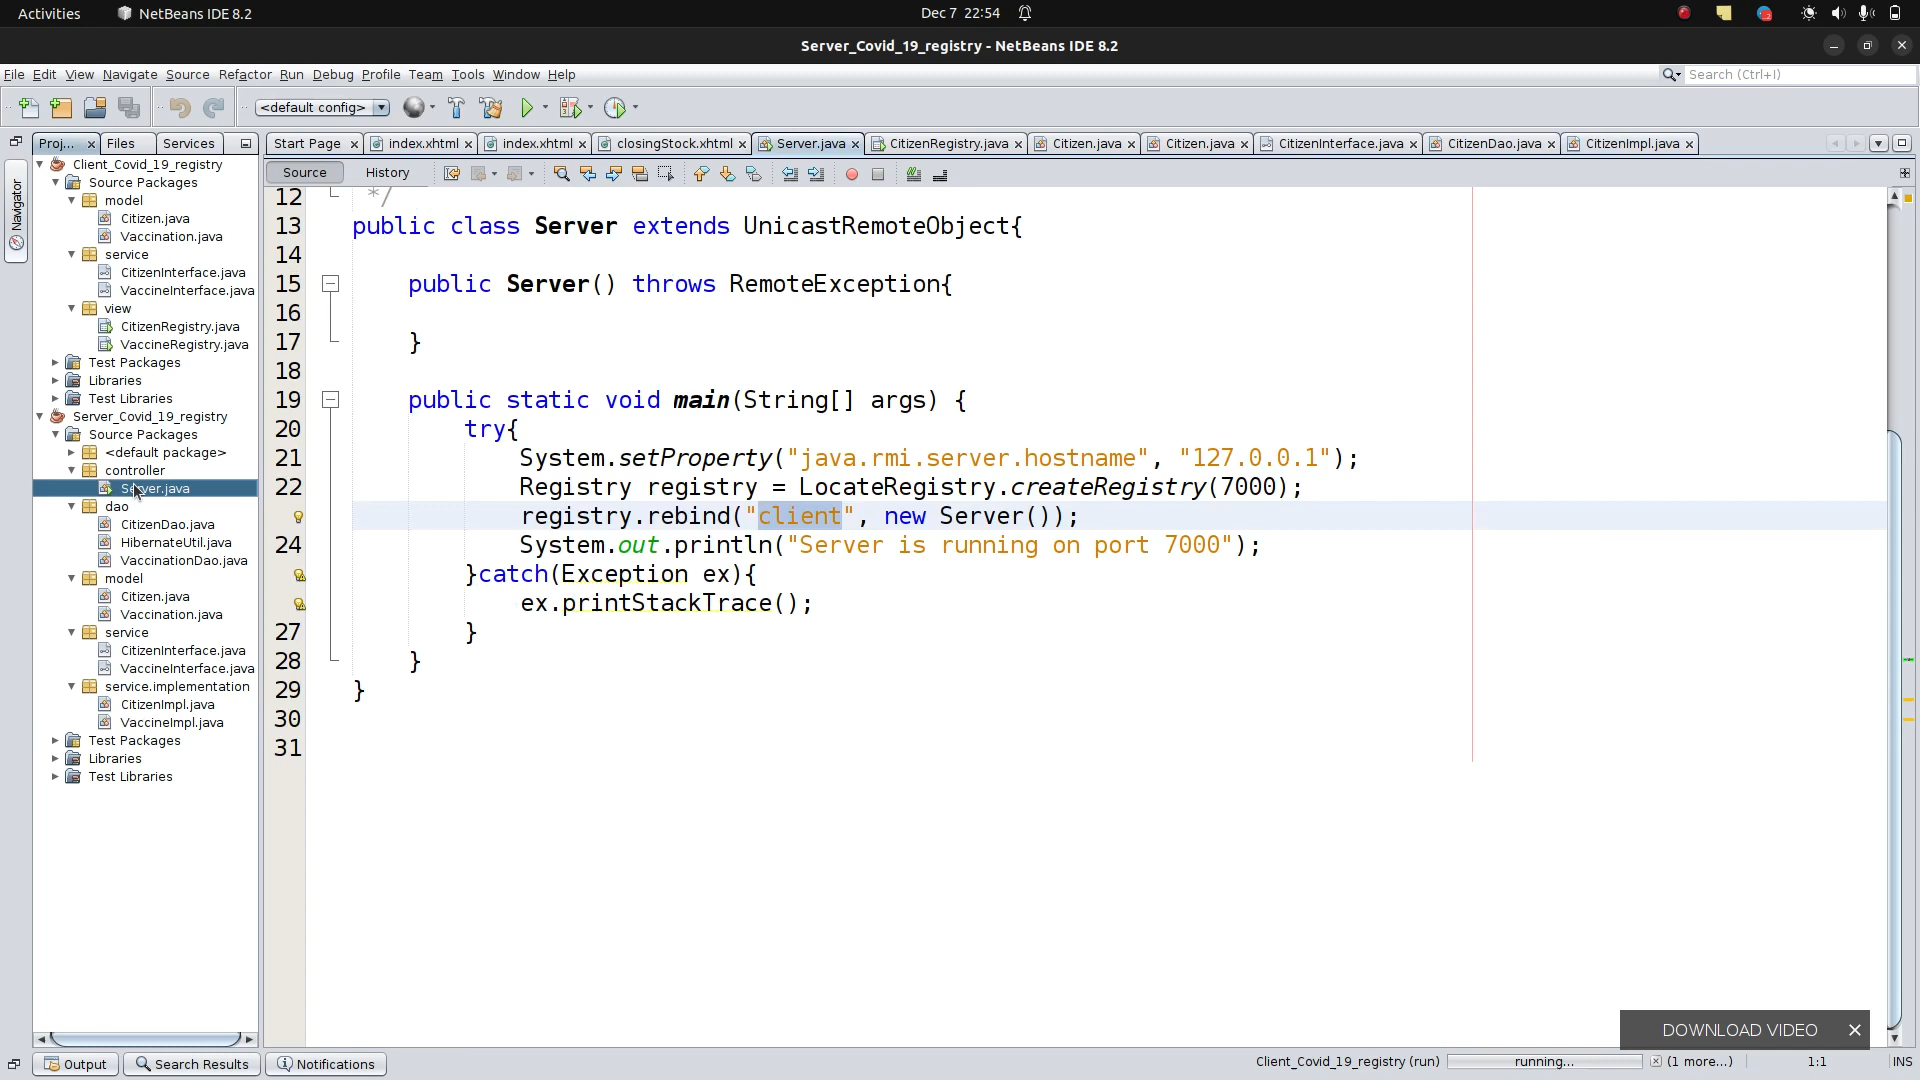 Activities NetBeans IDE 8.2 Dec 7 22:54
Server_Covid_19_registry - NetBeans IDE 8.2
File Edit View Navigate Source Refactor Run Debug Profile Team Tools Window Help Search (Ctrl+I)
<default config>
Proj... Files Services Start Page index.xhtml index.xhtml closingStock.xhtml Server.java CitizenRegistry.java Citizen.java Citizen.java CitizenInterface.java CitizenDao.java CitizenImpl.java
Source History
Navigator
Client_Covid_19_registry
Source Packages
model
Citizen.java
Vaccination.java
service
CitizenInterface.java
VaccineInterface.java
view
CitizenRegistry.java
VaccineRegistry.java
Test Packages
Libraries
Test Libraries
Server_Covid_19_registry
Source Packages
<default package>
controller
Server.java
dao
CitizenDao.java
HibernateUtil.java
VaccinationDao.java
model
Citizen.java
Vaccination.java
service
CitizenInterface.java
VaccineInterface.java
service.implementation
CitizenImpl.java
VaccineImpl.java
Test Packages
Libraries
Test Libraries
12 */
13 public class Server extends UnicastRemoteObject{
14
15 public Server() throws RemoteException{
16
17 }
18
19 public static void main(String[] args) {
20 try{
21 System.setProperty("java.rmi.server.hostname", "127.0.0.1");
22 Registry registry = LocateRegistry.createRegistry(7000);
registry.rebind("client", new Server());
24 System.out.println("Server is running on port 7000");
}catch(Exception ex){
ex.printStackTrace();
27 }
28 }
29 }
30
31
DOWNLOAD VIDEO
Output Search Results Notifications Client_Covid_19_registry (run) running... (1 more...) 1:1 INS